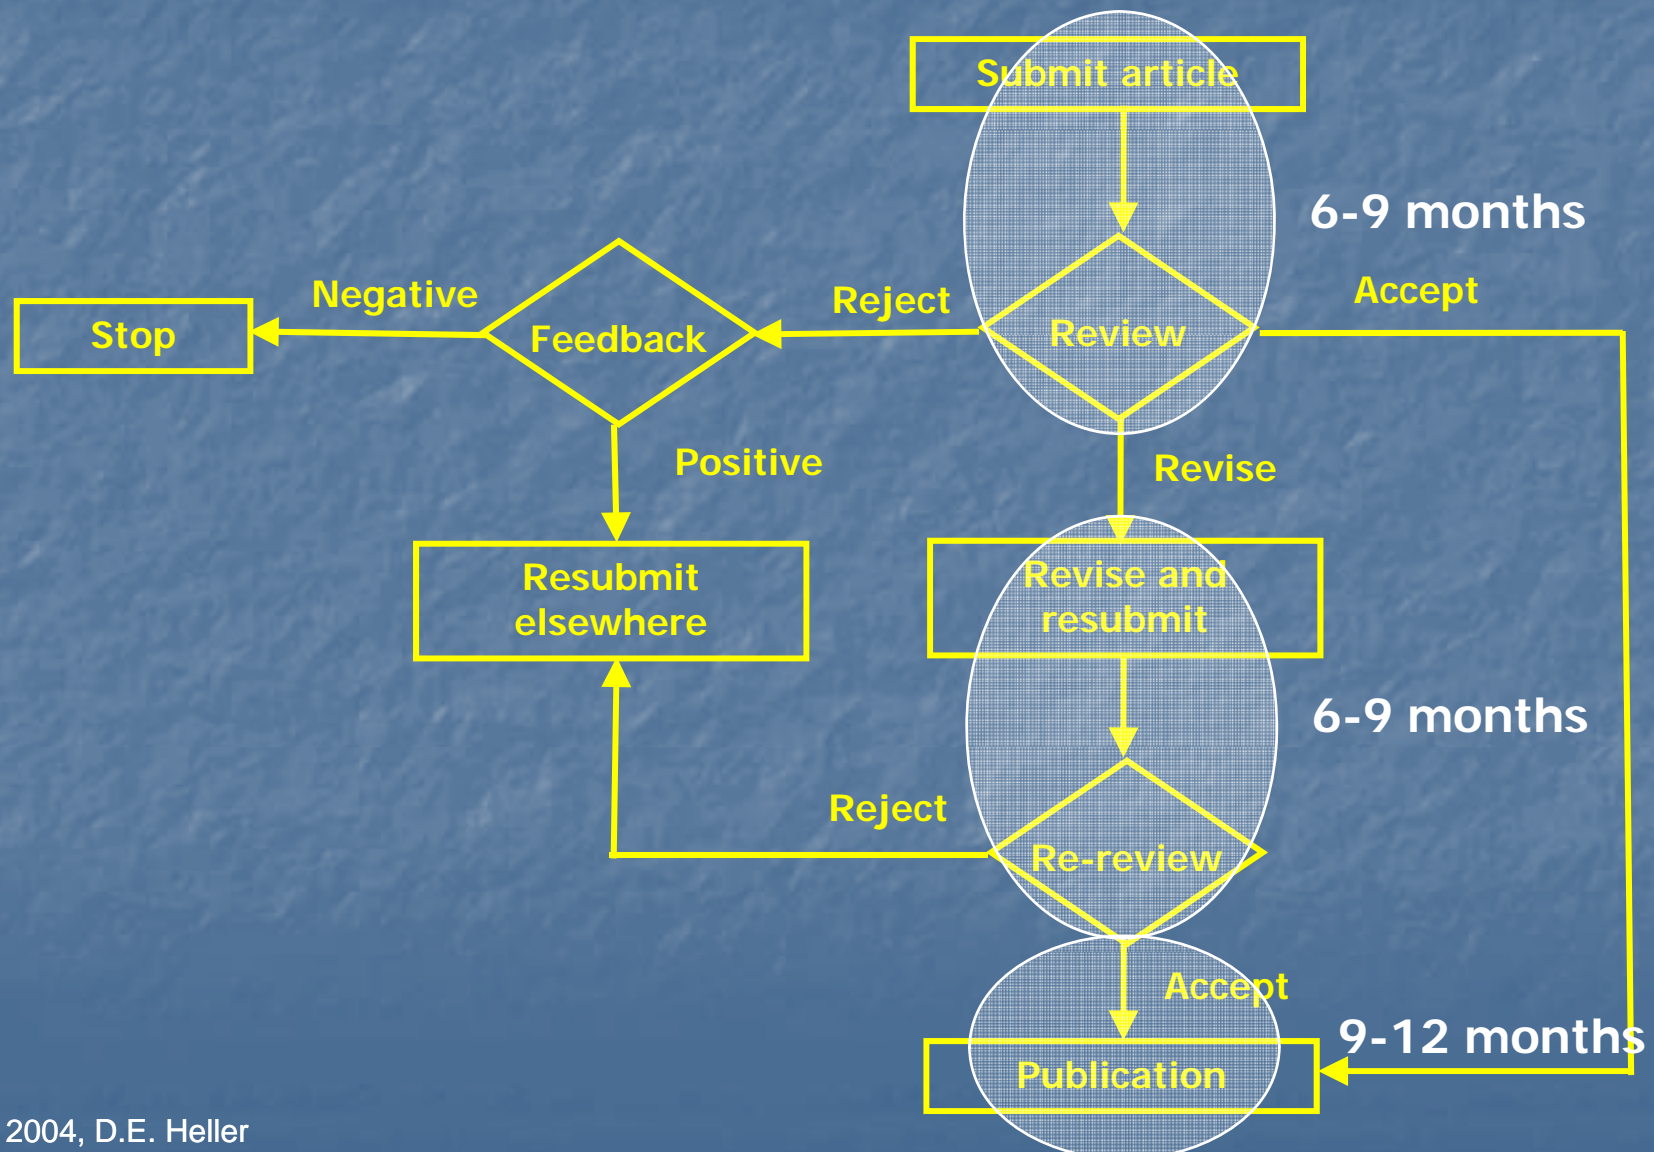 Submit article
6-9 months
Accept
Negative
Reject
Stop
Feedback
Review
Positive
Revise
Resubmit
elsewhere
Revise and
resubmit
6-9 months
Reject
Re-review
Accept
9-12 months
Publication
2004, D.E. Heller